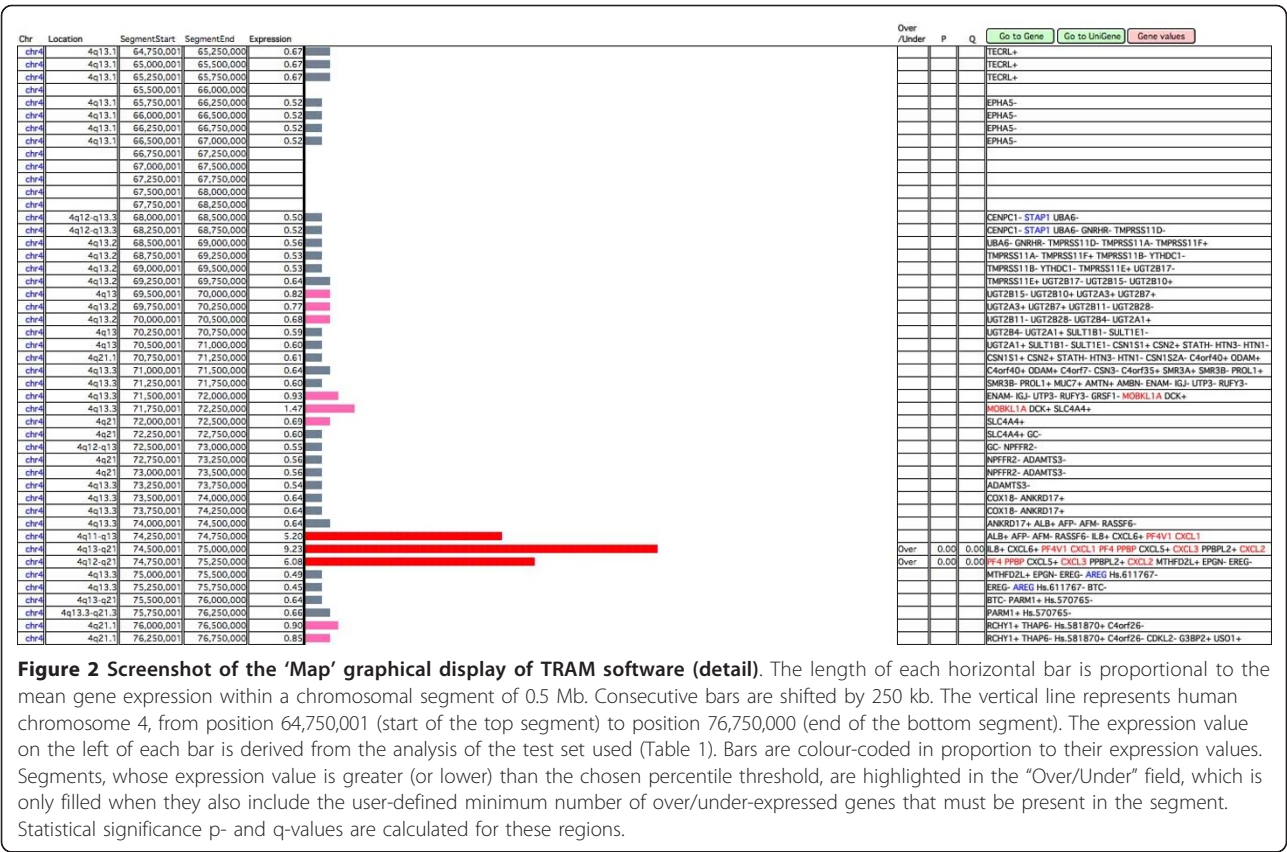 Chr Location SegmentStart SegmentEnd Expression Over /Under P Q Go to Gene Go to UniGene Gene values
chr4 4q13.1 64,750,001 65,250,000 0.67 TECRL+
chr4 4q13.1 65,000,001 65,500,000 0.67 TECRL+
chr4 4q13.1 65,250,001 65,750,000 0.67 TECRL+
chr4 65,500,001 66,000,000
chr4 4q13.1 65,750,001 66,250,000 0.52 EPHA5-
chr4 4q13.1 66,000,001 66,500,000 0.52 EPHA5-
chr4 4q13.1 66,250,001 66,750,000 0.52 EPHA5-
chr4 4q13.1 66,500,001 67,000,000 0.52 EPHA5-
chr4 66,750,001 67,250,000
chr4 67,000,001 67,500,000
chr4 67,250,001 67,750,000
chr4 67,500,001 68,000,000
chr4 67,750,001 68,250,000
chr4 4q12-q13.3 68,000,001 68,500,000 0.50 CENPC1- STAP1 UBA6-
chr4 4q12-q13.3 68,250,001 68,750,000 0.52 CENPC1- STAP1 UBA6- GNRHR- TMPRSS11D-
chr4 4q13.2 68,500,001 69,000,000 0.56 UBA6- GNRHR- TMPRSS11D- TMPRSS11A- TMPRSS11F+
chr4 4q13.2 68,750,001 69,250,000 0.53 TMPRSS11A- TMPRSS11F+ TMPRSS11B- YTHDC1-
chr4 4q13.2 69,000,001 69,500,000 0.53 TMPRSS11B- YTHDC1- TMPRSS11E+ UGT2B17-
chr4 4q13.2 69,250,001 69,750,000 0.64 TMPRSS11E+ UGT2B17- UGT2B15- UGT2B10+
chr4 4q13 69,500,001 70,000,000 0.82 UGT2B15- UGT2B10+ UGT2A3+ UGT2B7+
chr4 4q13.2 69,750,001 70,250,000 0.77 UGT2A3+ UGT2B7+ UGT2B11- UGT2B28-
chr4 4q13.2 70,000,001 70,500,000 0.68 UGT2B11- UGT2B28- UGT2B4- UGT2A1+
chr4 4q13 70,250,001 70,750,000 0.59 UGT2B4- UGT2A1+ SULT1B1- SULT1E1-
chr4 4q13 70,500,001 71,000,000 0.60 UGT2A1+ SULT1B1- SULT1E1- CSN1S1+ CSN2+ STATH- HTN3- HTN1-
chr4 4q21.1 70,750,001 71,250,000 0.61 CSN1S1+ CSN2+ STATH- HTN3- HTN1- CSN1S2A- C4orf40+ ODAM+
chr4 4q13.3 71,000,001 71,500,000 0.64 C4orf40+ ODAM+ C4orf7- CSN3- C4orf35+ SMR3A+ SMR3B- PROL1+
chr4 4q13.3 71,250,001 71,750,000 0.60 SMR3B- PROL1+ MUC7+ AMTN+ AMBN- ENAM- IGJ- UTP3- RUFY3-
chr4 4q13.3 71,500,001 72,000,000 0.93 ENAM- IGJ- UTP3- RUFY3- GRSF1- MOBKL1A DCK+
chr4 4q13.3 71,750,001 72,250,000 1.47 MOBKL1A DCK+ SLC4A4+
chr4 4q21 72,000,001 72,500,000 0.69 SLC4A4+
chr4 4q21 72,250,001 72,750,000 0.60 SLC4A4+ GC-
chr4 4q12-q13 72,500,001 73,000,000 0.55 GC- NPFFR2-
chr4 4q21 72,750,001 73,250,000 0.56 NPFFR2- ADAMTS3-
chr4 4q21 73,000,001 73,500,000 0.56 NPFFR2- ADAMTS3-
chr4 4q13.3 73,250,001 73,750,000 0.54 ADAMTS3-
chr4 4q13.3 73,500,001 74,000,000 0.64 COX18- ANKRD17+
chr4 4q13.3 73,750,001 74,250,000 0.64 COX18- ANKRD17+
chr4 4q13.3 74,000,001 74,500,000 0.64 ANKRD17+ ALB+ AFP- AFM- RASSF6-
chr4 4q11-q13 74,250,001 74,750,000 5.20 ALB+ AFP- AFM- RASSF6- IL8+ CXCL6+ PF4V1 CXCL1
chr4 4q13-q21 74,500,001 75,000,000 9.23 Over 0.00 0.00 IL8+ CXCL6+ PF4V1 CXCL1 PF4 PPBP CXCL5+ CXCL3 PPBPL2+ CXCL2
chr4 4q12-q21 74,750,001 75,250,000 6.08 Over 0.00 0.00 PF4 PPBP CXCL5+ CXCL3 PPBPL2+ CXCL2 MTHFD2L+ EPGN- EREG-
chr4 4q13.3 75,000,001 75,500,000 0.49 MTHFD2L+ EPGN- EREG- AREG Hs.611767-
chr4 4q13.3 75,250,001 75,750,000 0.45 EREG- AREG Hs.611767- BTC-
chr4 4q13-q21 75,500,001 76,000,000 0.64 BTC- PARM1+ Hs.570765-
chr4 4q13.3-q21.3 75,750,001 76,250,000 0.66 PARM1+ Hs.570765-
chr4 4q21.1 76,000,001 76,500,000 0.90 RCHY1+ THAP6- Hs.581870+ C4orf26-
chr4 4q21.1 76,250,001 76,750,000 0.85 RCHY1+ THAP6- Hs.581870+ C4orf26- CDKL2- G3BP2+ USO1+
Figure 2 Screenshot of the 'Map' graphical display of TRAM software (detail). The length of each horizontal bar is proportional to the
mean gene expression within a chromosomal segment of 0.5 Mb. Consecutive bars are shifted by 250 kb. The vertical line represents human
chromosome 4, from position 64,750,001 (start of the top segment) to position 76,750,000 (end of the bottom segment). The expression value
on the left of each bar is derived from the analysis of the test set used (Table 1). Bars are colour-coded in proportion to their expression values.
Segments, whose expression value is greater (or lower) than the chosen percentile threshold, are highlighted in the "Over/Under" field, which is
only filled when they also include the user-defined minimum number of over/under-expressed genes that must be present in the segment.
Statistical significance p- and q-values are calculated for these regions.